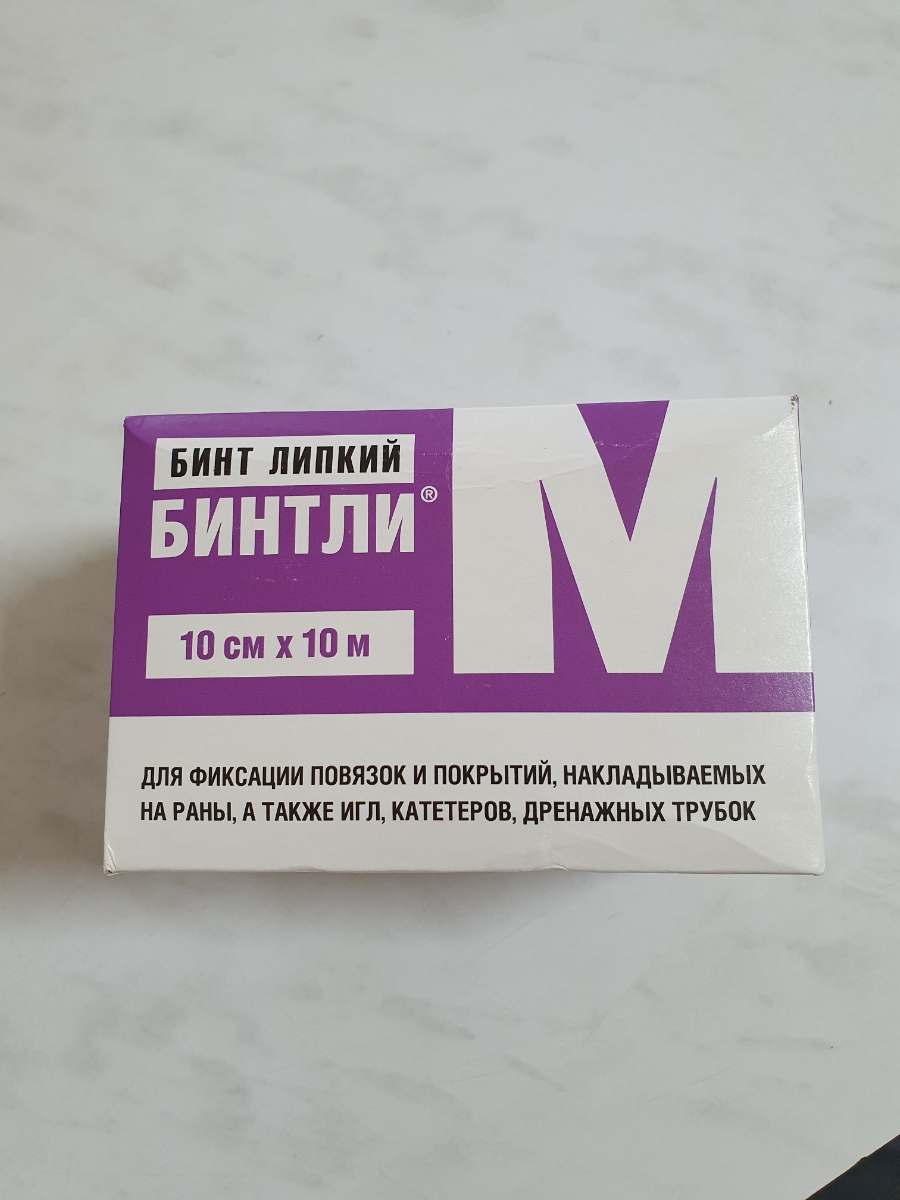 БИНТ ЛИПКИЙ
БИНТЛИ®
М
10 см x 10 м
ДЛЯ ФИКСАЦИИ ПОВЯЗОК И ПОКРЫТИЙ, НАКЛАДЫВАЕМЫХ
НА РАНЫ, А ТАКЖЕ ИГЛ, КАТЕТЕРОВ, ДРЕНАЖНЫХ ТРУБОК